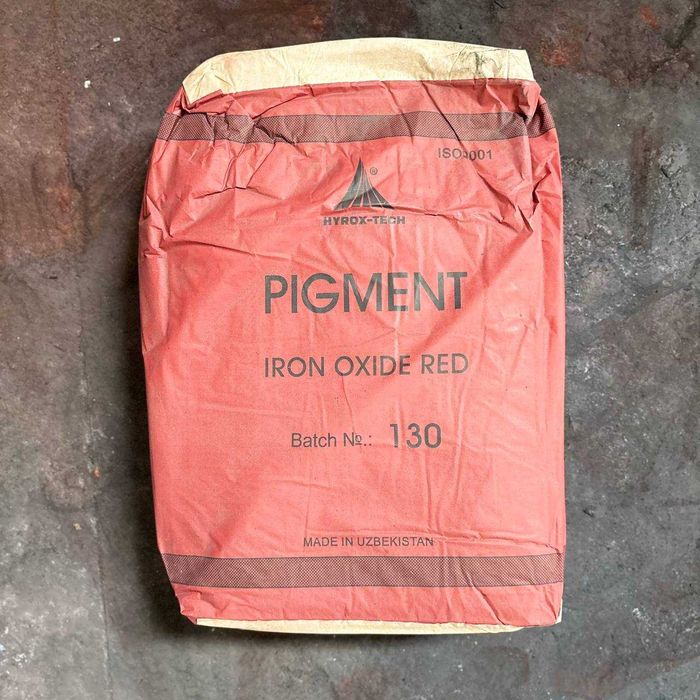 ISO9001
®
HYROX-TECH
PIGMENT
IRON OXIDE RED
Batch №.: 130
MADE IN UZBEKISTAN